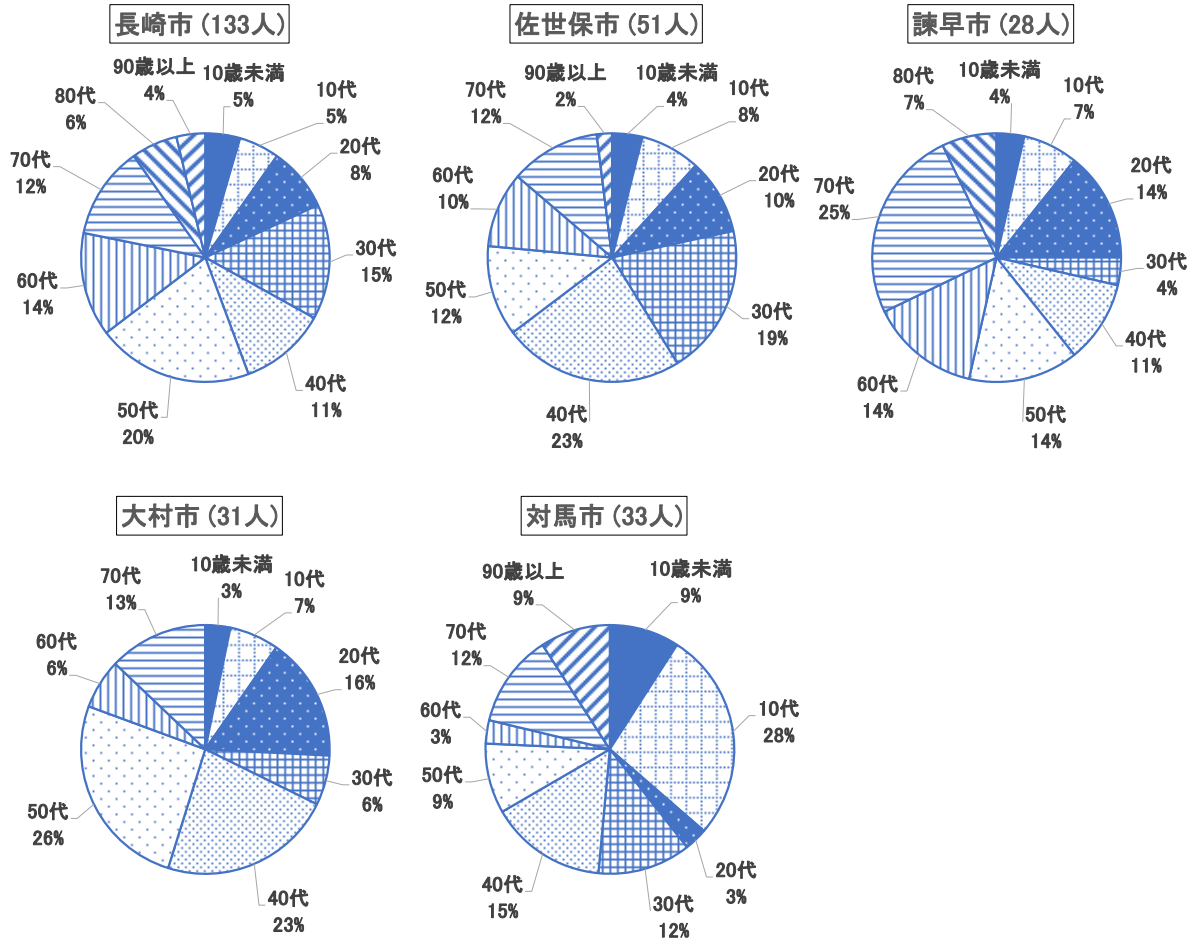 長崎市(133人)
10歳未満
5%
10代
5%
20代
8%
30代
15%
40代
11%
50代
20%
60代
14%
70代
12%
80代
6%
90歳以上
4%
佐世保市(51人)
10歳未満
4%
10代
8%
20代
10%
30代
19%
40代
23%
50代
12%
60代
10%
70代
12%
90歳以上
2%
諫早市(28人)
10歳未満
4%
10代
7%
20代
14%
30代
4%
40代
11%
50代
14%
60代
14%
70代
25%
80代
7%
大村市(31人)
10歳未満
3%
10代
7%
20代
16%
30代
6%
40代
23%
50代
26%
60代
6%
70代
13%
対馬市(33人)
10歳未満
9%
10代
28%
20代
3%
30代
12%
40代
15%
50代
9%
60代
3%
70代
12%
90歳以上
9%